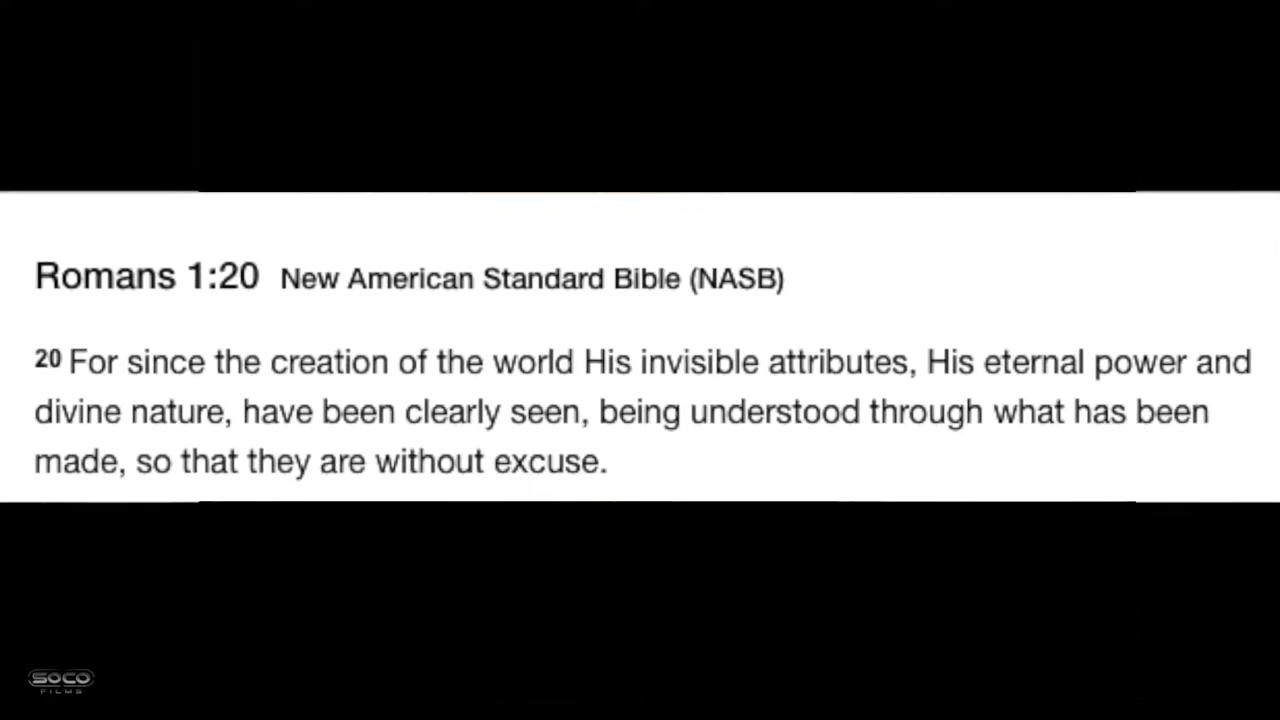 Romans 1:20 New American Standard Bible (NASB)
20 For since the creation of the world His invisible attributes, His eternal power and
divine nature, have been clearly seen, being understood through what has been
made, so that they are without excuse.
SOCO
FILMS